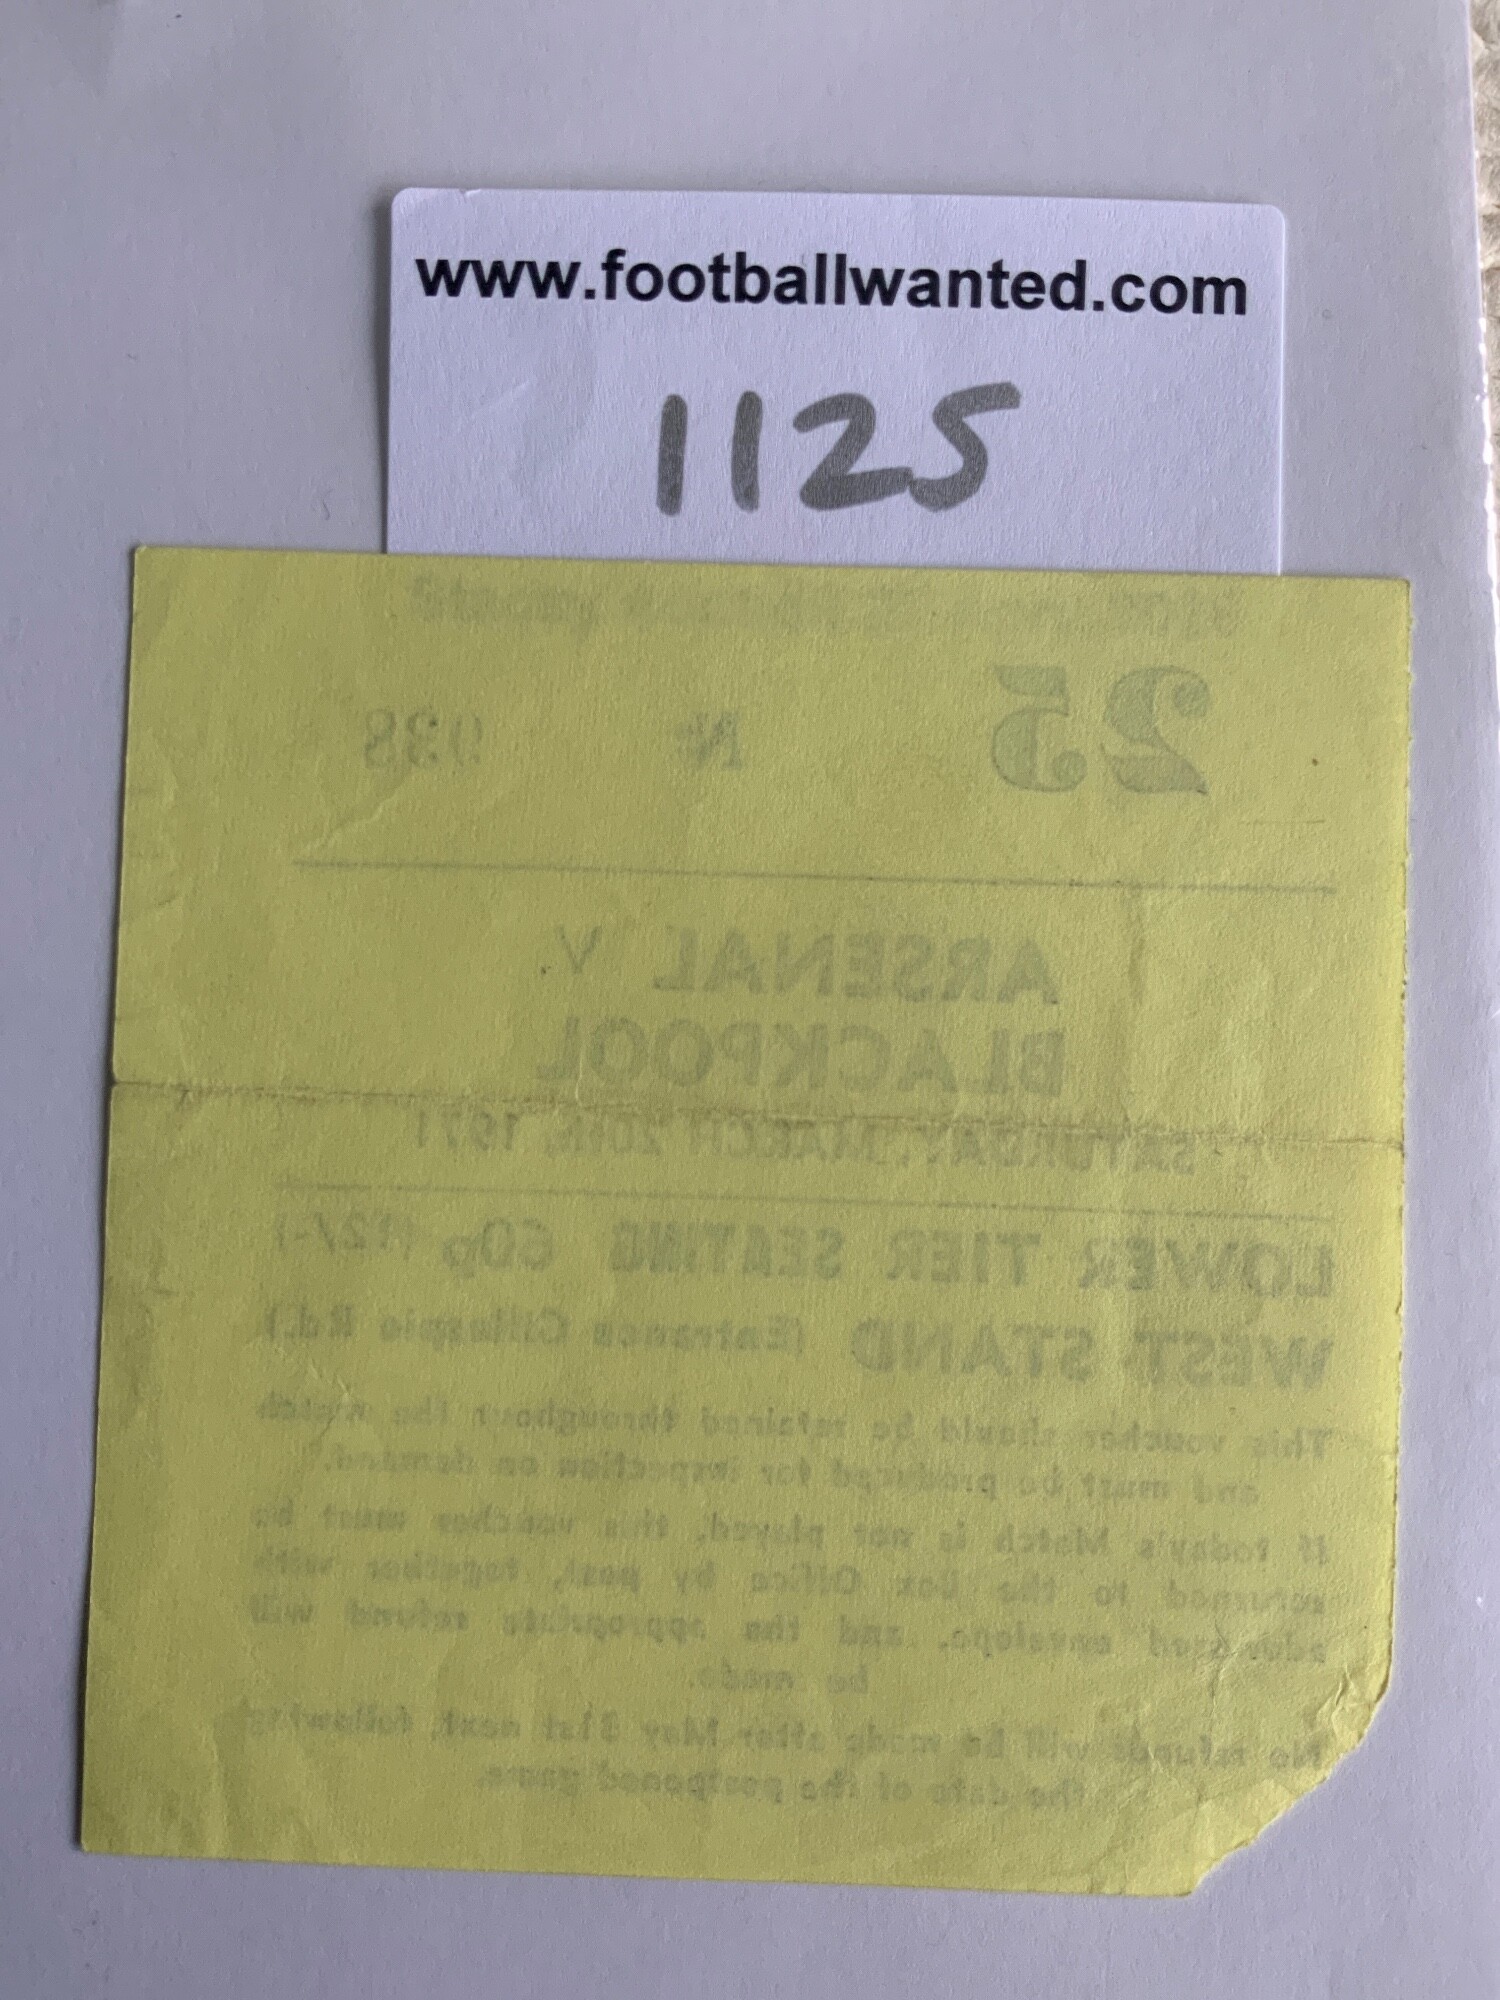 www.footballwanted.com
1125
25 No 938
ARSENAL V
BLACKPOOL
SATURDAY, MARCH 20th, 1971
LOWER TIER SEATING 60p (12/-)
WEST STAND (Entrance Gillespie Rd.)
This voucher should be retained throughout the match
and must be produced for inspection on demand.
If today's Match is not played, this voucher must be
returned to the Box Office by post, together with
addressed envelope, and the appropriate refund will
be made.
No refunds will be made after May 31st next, following
the date of the postponed game.